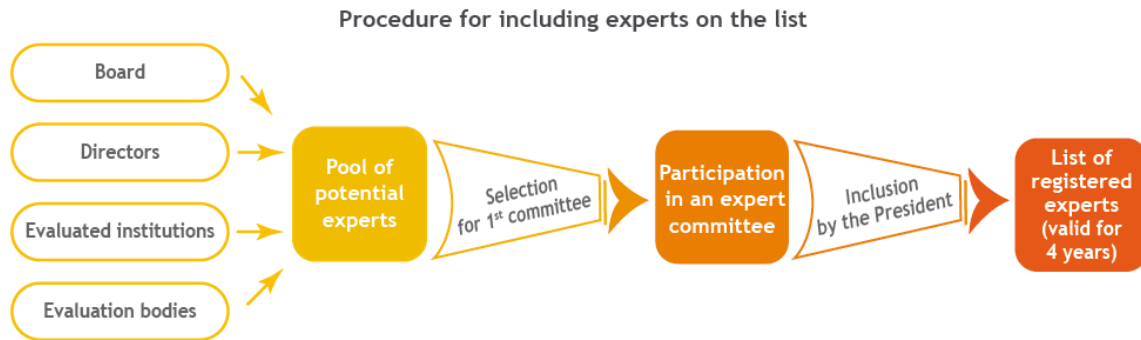 Procedure for including experts on the list
Board
Directors
Evaluated institutions
Evaluation bodies
Pool of
potential
experts
Selection
for 1st committee
Participation
in an expert
committee
Inclusion
by the President
List of
registered
experts
(valid for
4 years)